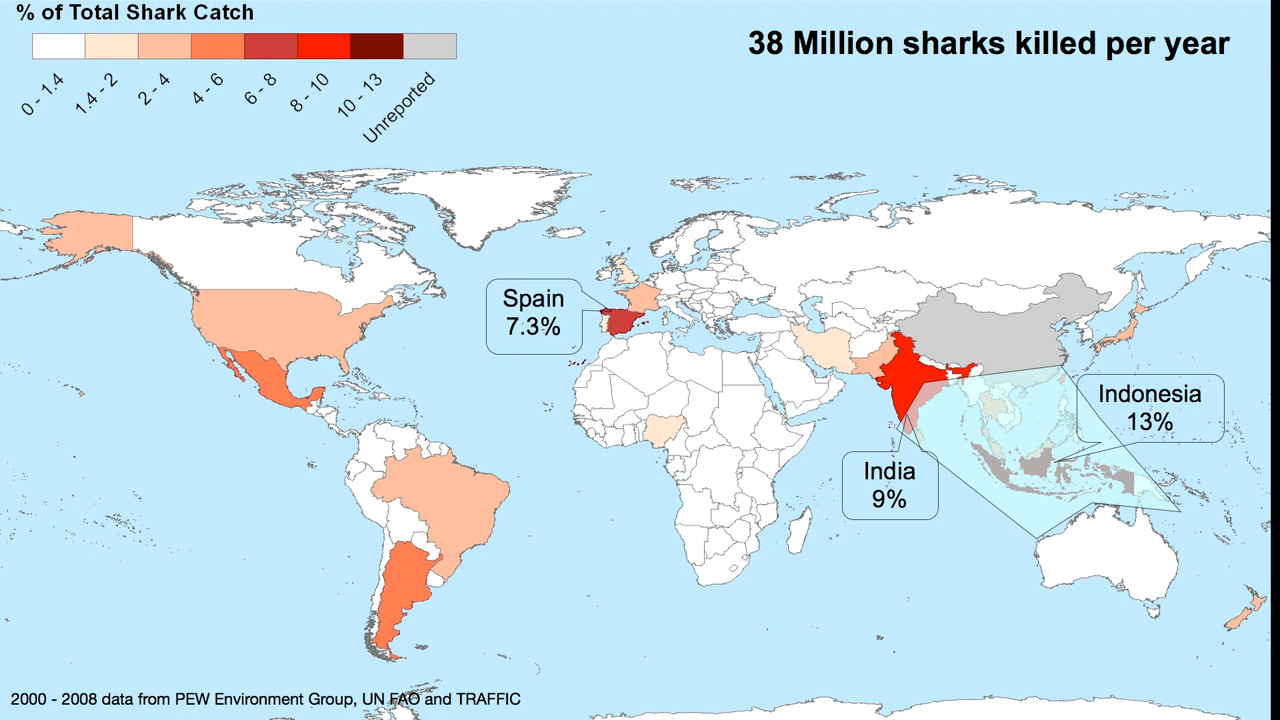 % of Total Shark Catch
38 Million sharks killed per year
0 - 1.4
1.4 - 2
2 - 4
4 - 6
6 - 8
8 - 10
10 - 13
Unreported
Spain
7.3%
Indonesia
13%
India
9%
2000 - 2008 data from PEW Environment Group, UN FAO and TRAFFIC